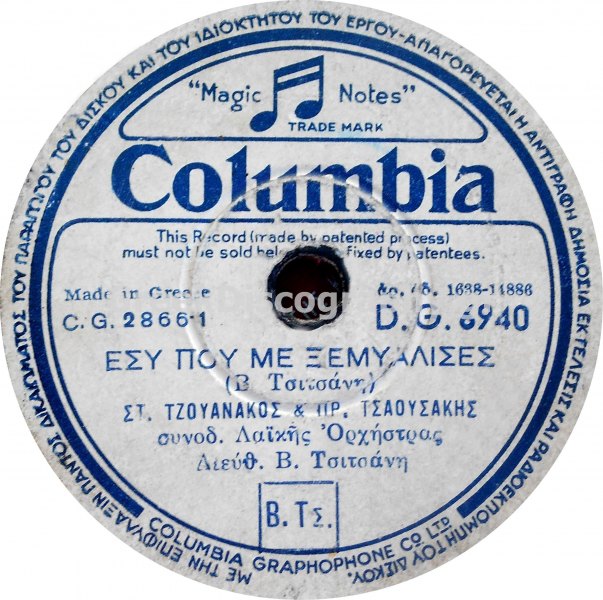 ΜΕ ΤΗΝ ΕΠΙΦΥΛΑΞΙΝ ΠΑΝΤΟΣ ΔΙΚΑΙΩΜΑΤΟΣ ΤΟΥ ΠΑΡΑΓΩΓΟΥ ΤΟΥ ΔΙΣΚΟΥ ΚΑΙ ΤΟΥ ΙΔΙΟΚΤΗΤΟΥ ΤΟΥ ΕΡΓΟΥ-ΑΠΑΓΟΡΕΥΕΤΑΙ Η ΑΝΤΙΓΡΑΦΗ ΔΗΜΟΣΙΑ ΕΚΤΕΛΕΣΙΣ ΚΑΙ ΡΑΔΙΟΕΚΠΟΜΠΗ ΤΟΥ ΔΙΣΚΟΥ.
"Magic Notes"
TRADE MARK
Columbia
This Record (made by patented process)
must not be sold fixed by patentees.
Made in Greece
C.G. 28661 D.G. 6940
cog
ΕΣΥ ΠΟΥ ΜΕ ΞΕΜΥΑΛΙΣΕΣ
(Β Τσιτσάνη)
ΣΤ. ΤΖΟΥΑΝΑΚΟΣ & ΠΡ. ΤΣΑΟΥΣΑΚΗΣ
συνοδ. Λαϊκῆς Ὀρχήστρας
Διεύθ. Β. Τσιτσάνη
Β.Τσ.
COLUMBIA GRAPHOPHONE CO LTD